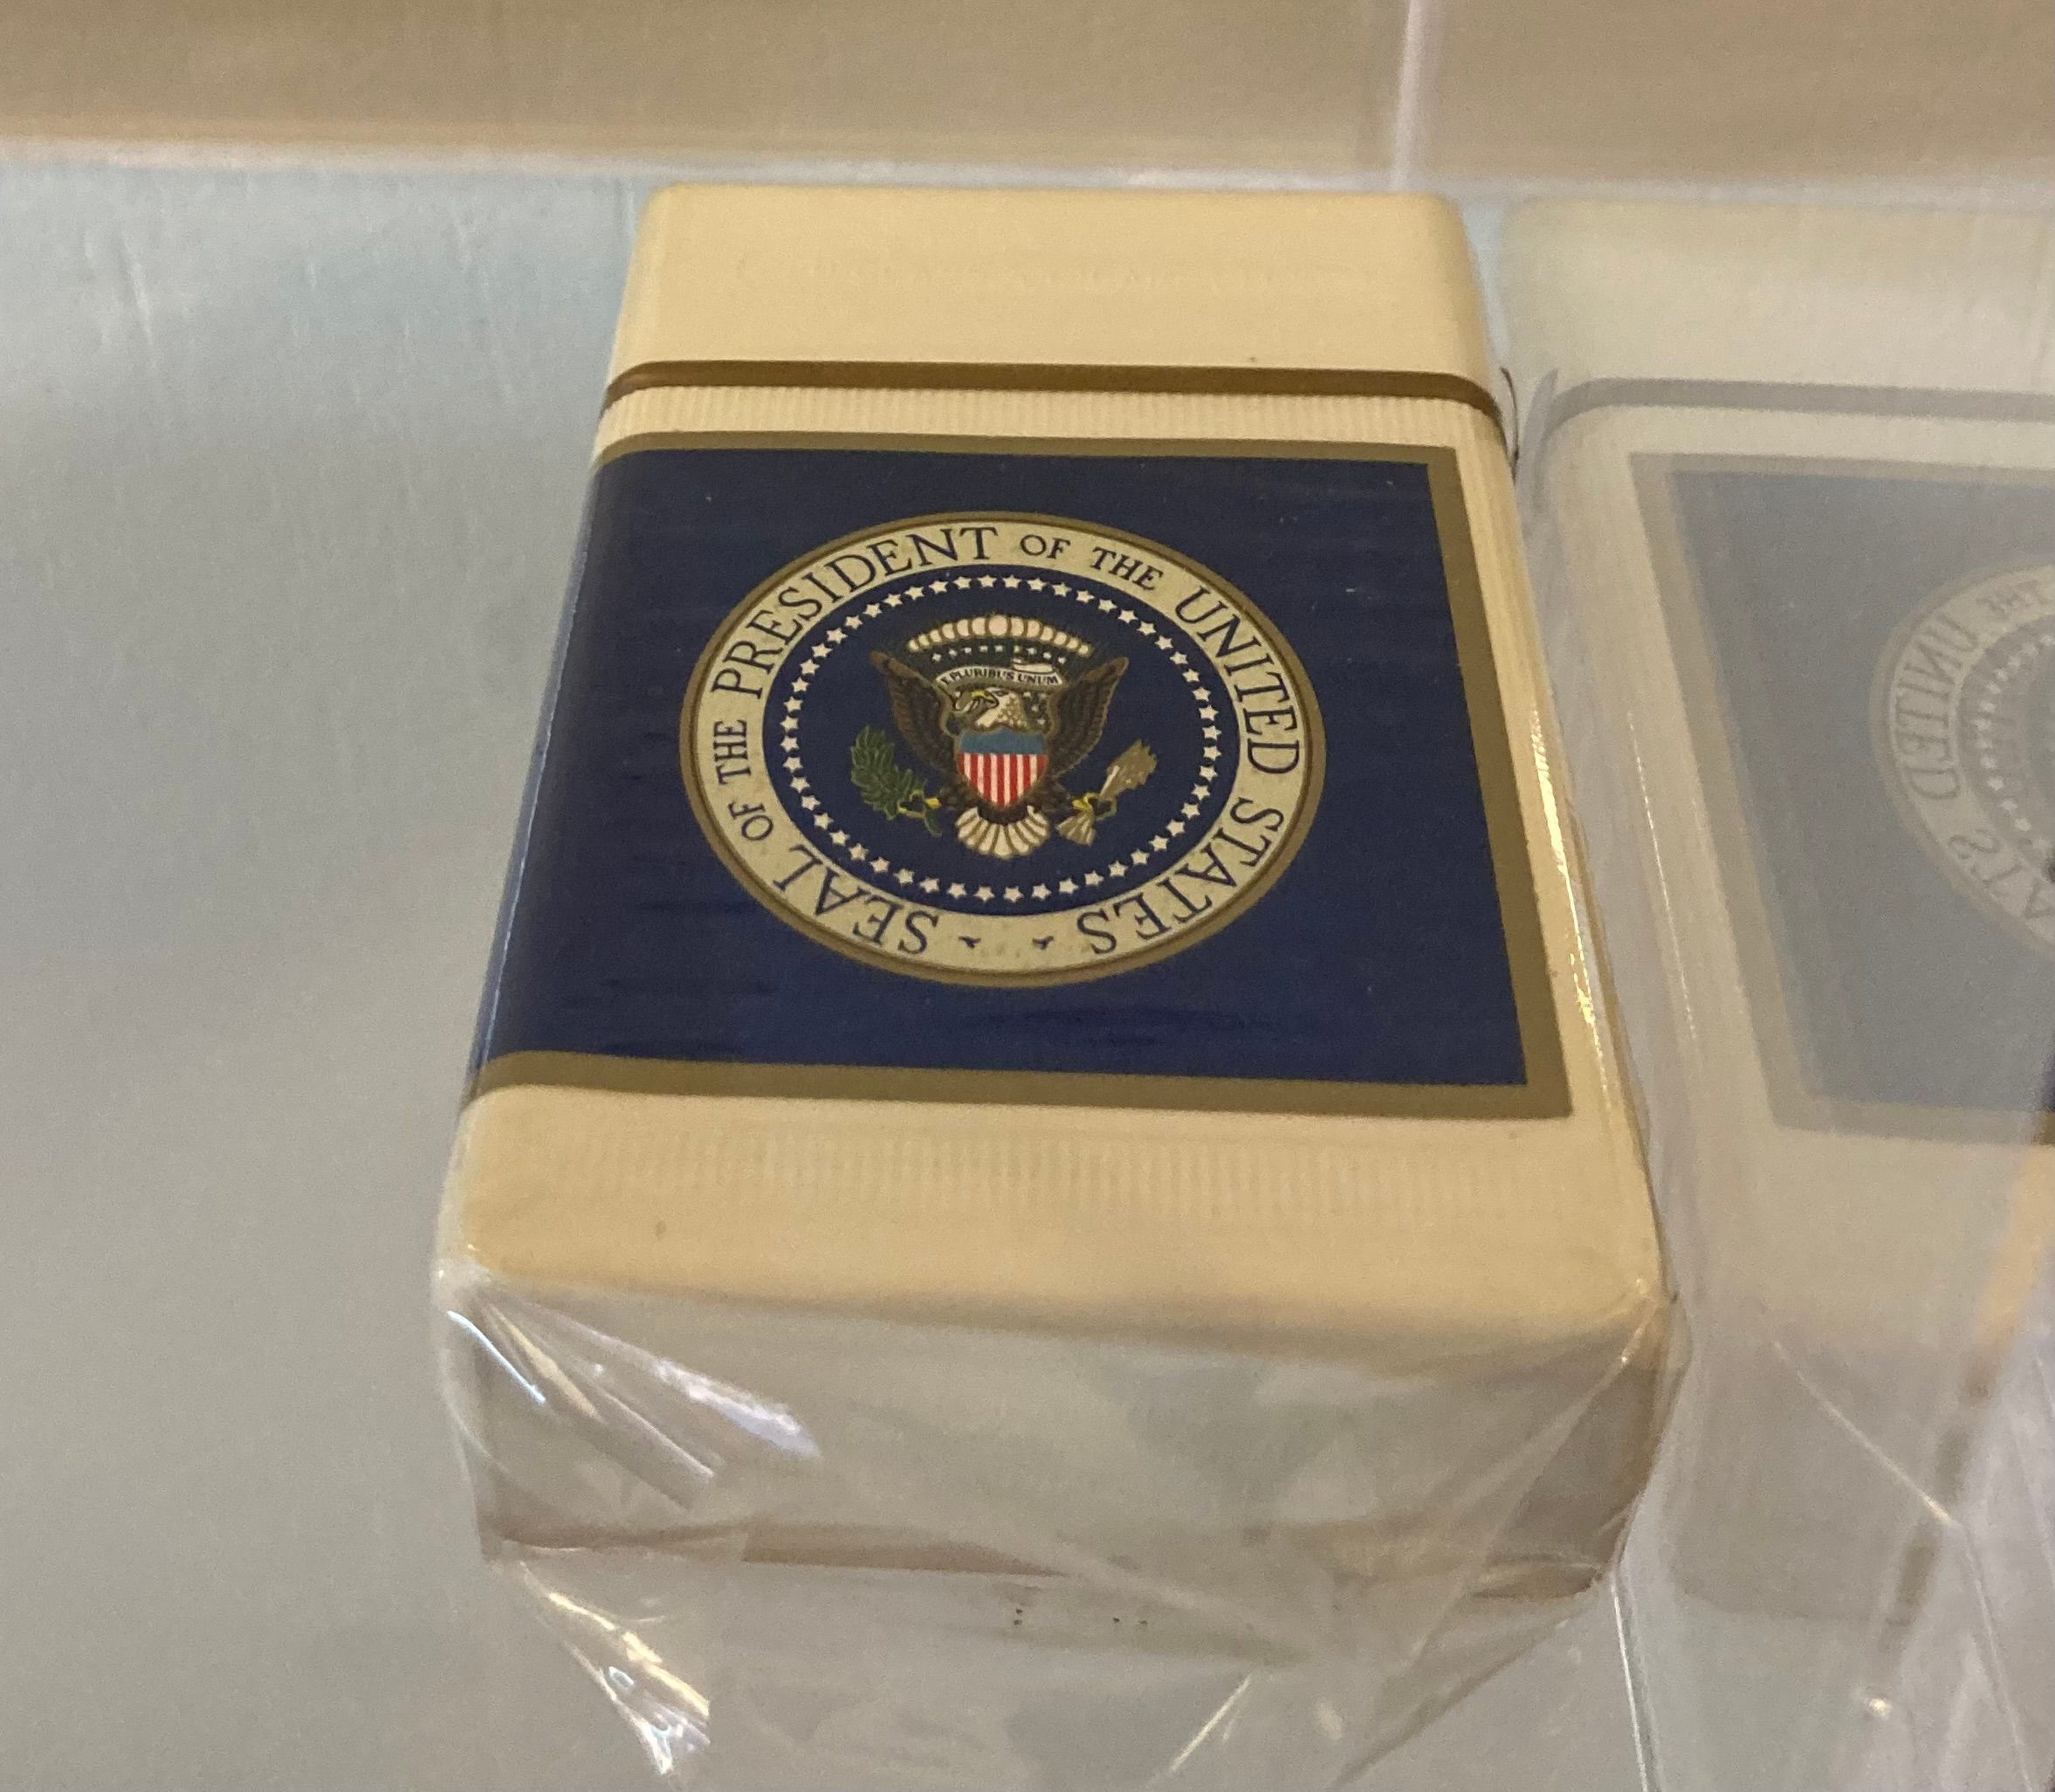 SEAL OF THE PRESIDENT OF THE UNITED STATES
E PLURIBUS UNUM